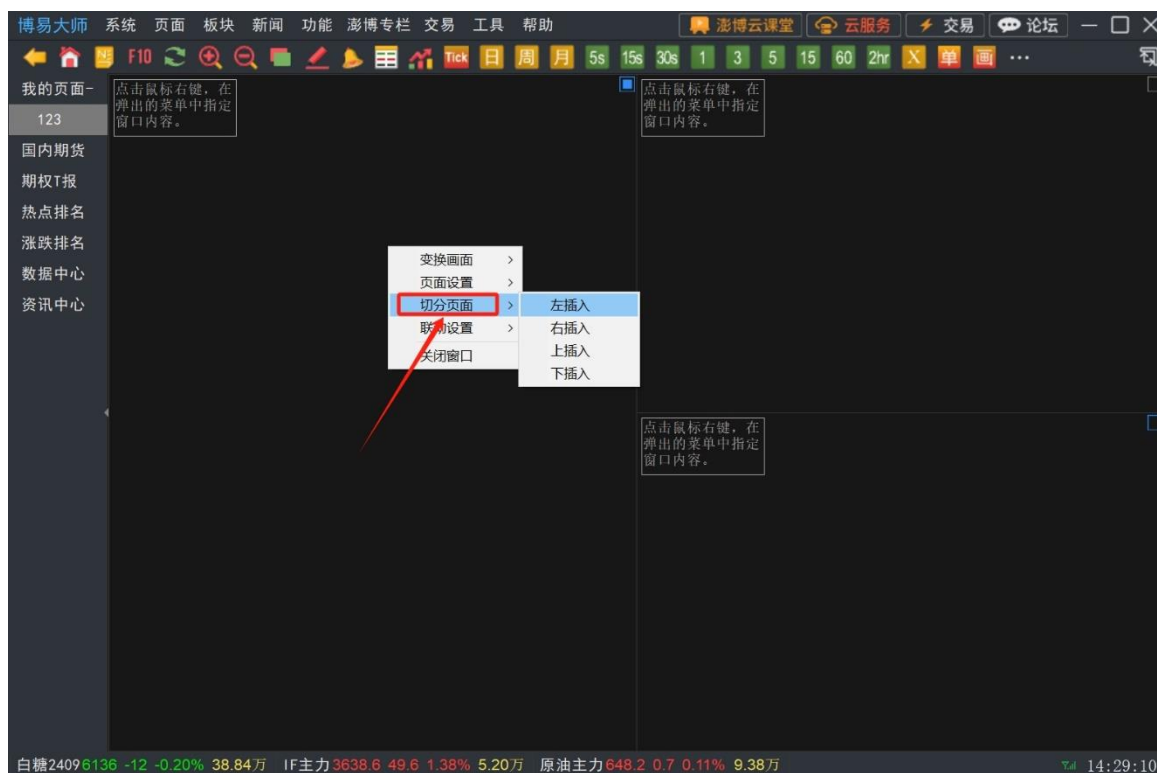 博易大师 系统 页面 板块 新闻 功能 澎博专栏 交易 工具 帮助 澎博云课堂 云服务 交易 论坛
F10 Tick 日 周 月 5s 15s 30s 1 3 5 15 60 2hr X 单 画 ···
我的页面-
123
国内期货
期权T报
热点排名
涨跌排名
数据中心
资讯中心
点击鼠标右键，在
弹出的菜单中指定
窗口内容。
点击鼠标右键，在
弹出的菜单中指定
窗口内容。
变换画面
页面设置
切分页面
联动设置
关闭窗口
左插入
右插入
上插入
下插入
点击鼠标右键，在
弹出的菜单中指定
窗口内容。
白糖2409 6136 -12 -0.20% 38.84万 IF主力 3638.6 49.6 1.38% 5.20万 原油主力 648.2 0.7 0.11% 9.38万 14:29:10